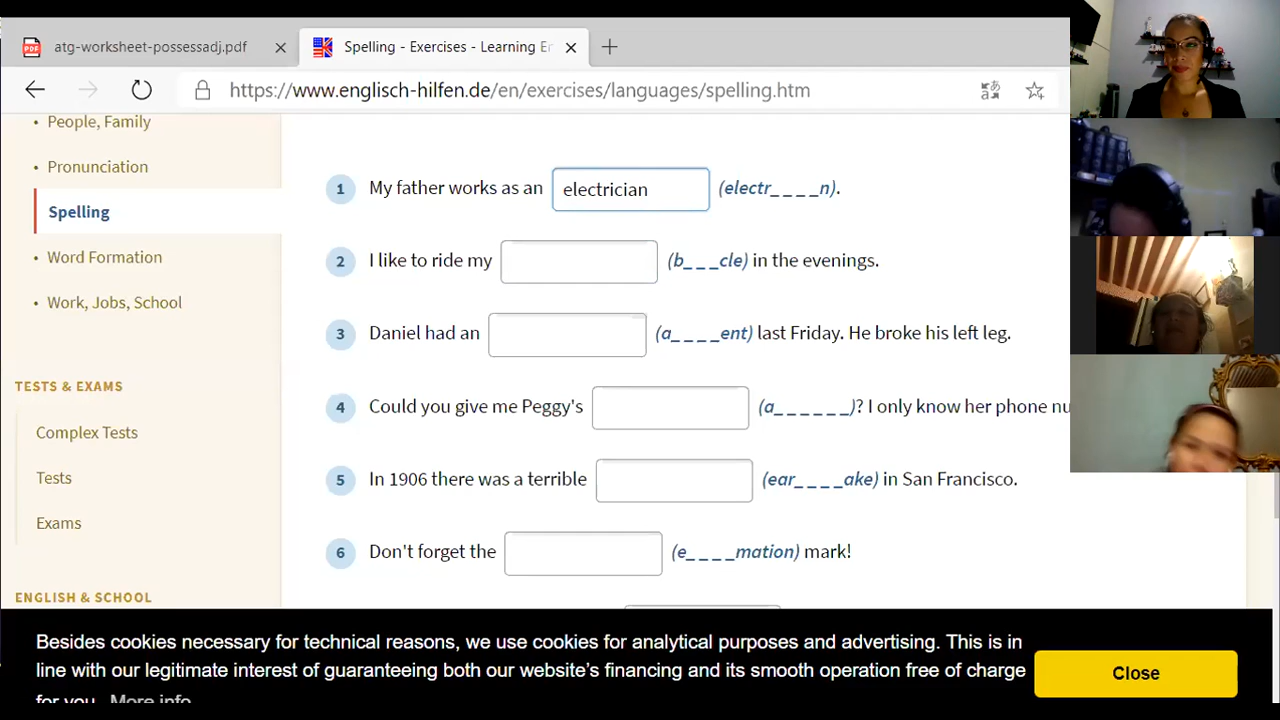 atg-worksheet-possessadj.pdf
Spelling - Exercises - Learning En
https://www.englisch-hilfen.de/en/exercises/languages/spelling.htm
• People, Family
• Pronunciation
Spelling
• Word Formation
• Work, Jobs, School
TESTS & EXAMS
Complex Tests
Tests
Exams
ENGLISH & SCHOOL
1 My father works as an electrician (electr_ _ _ _n).
2 I like to ride my (b_ _ _cle) in the evenings.
3 Daniel had an (a_ _ _ _ent) last Friday. He broke his left leg.
4 Could you give me Peggy's (a_ _ _ _ _ _)? I only know her phone nu
5 In 1906 there was a terrible (ear_ _ _ _ake) in San Francisco.
6 Don't forget the (e_ _ _ _mation) mark!
Besides cookies necessary for technical reasons, we use cookies for analytical purposes and advertising. This is in
line with our legitimate interest of guaranteeing both our website's financing and its smooth operation free of charge
for you. More info
Close